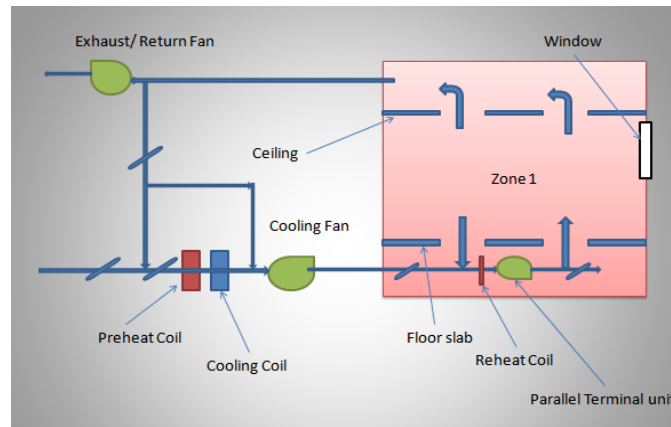 Exhaust/ Return Fan
Window
Ceiling
Zone 1
Cooling Fan
Preheat Coil
Floor slab
Reheat Coil
Cooling Coil
Parallel Terminal unit